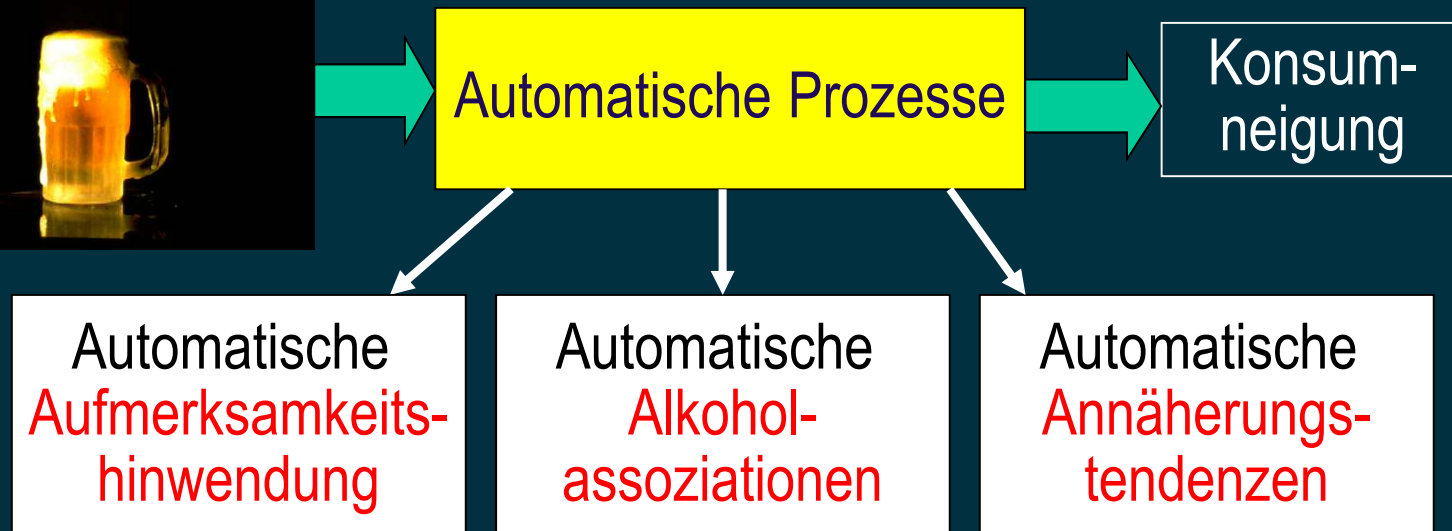 Automatische Prozesse
Konsum-
neigung
Automatische
Aufmerksamkeits-
hinwendung
Automatische
Alkohol-
assoziationen
Automatische
Annäherungs-
tendenzen